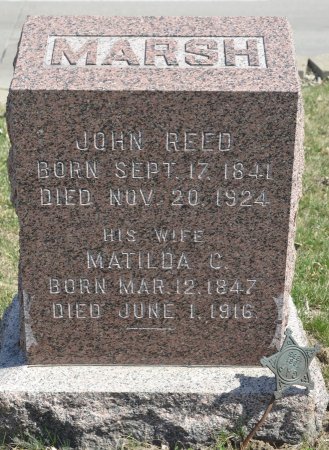 MARSH
JOHN REED
BORN SEPT. 17, 1841
DIED NOV. 20, 1924
HIS WIFE
MATILDA C.
BORN MAR. 12, 1847
DIED JUNE 1, 1916.